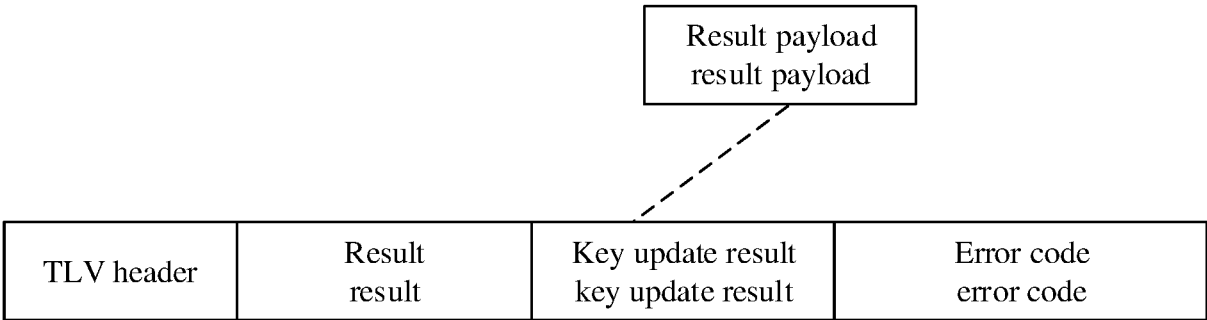 Result payload
result payload
TLV header
Result
result
Key update result
key update result
Error code
error code